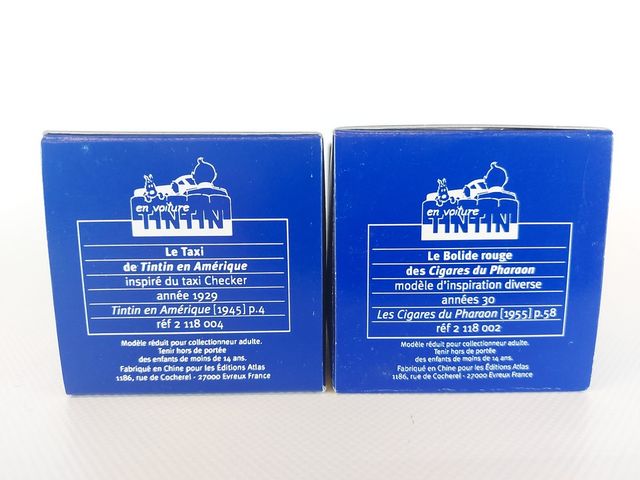 en voiture
TINTIN
Le Taxi
de Tintin en Amérique
inspiré du taxi Checker
année 1929
Tintin en Amérique [1945] p.4
réf 2 118 004
Modèle réduit pour collectionneur adulte.
Tenir hors de portée
des enfants de moins de 14 ans.
Fabriqué en Chine pour les Éditions Atlas
1186, rue de Cocherel - 27000 Evreux France
en voiture
TINTIN
Le Bolide rouge
des Cigares du Pharaon
modèle d'inspiration diverse
années 30
Les Cigares du Pharaon [1955] p.58
réf 2 118 002
Modèle réduit pour collectionneur adulte.
Tenir hors de portée
des enfants de moins de 14 ans.
Fabriqué en Chine pour les Éditions Atlas
1186, rue de Cocherel - 27000 Evreux France